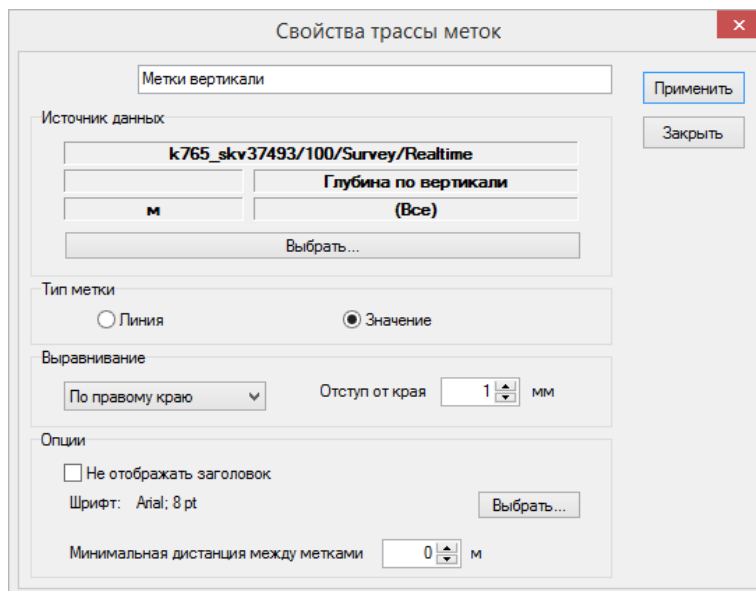 Свойства трассы меток
Метки вертикали
Применить
Источник данных
Закрыть
k765_skv37493/100/Survey/Realtime
Глубина по вертикали
м (Все)
Выбрать...
Тип метки
Линия Значение
Выравнивание
По правому краю Отступ от края 1 мм
Опции
Не отображать заголовок
Шрифт: Arial; 8 pt Выбрать...
Минимальная дистанция между метками 0 м